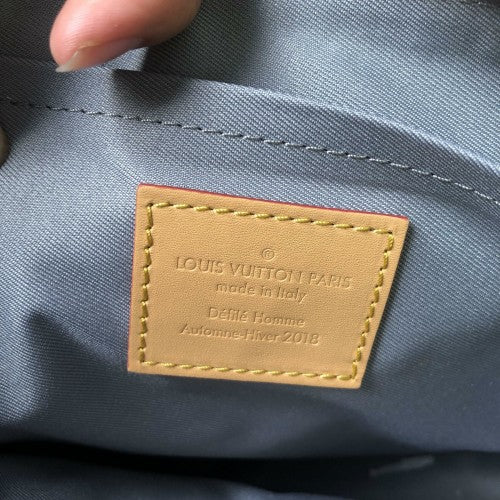 ©
LOUIS VUITTON PARIS
made in Italy
Défilé Homme
Automne-Hiver 2018